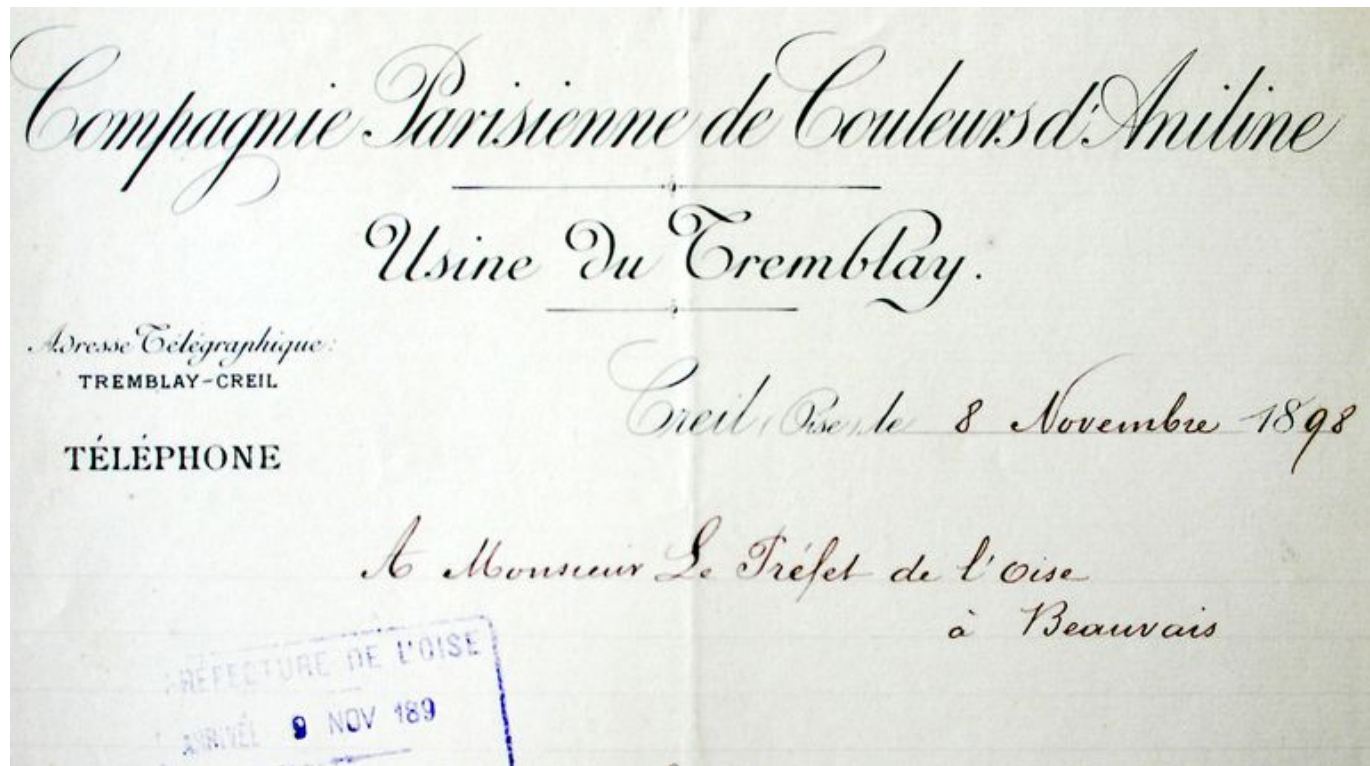 Compagnie Parisienne de Couleurs d'Aniline
Usine Du Tremblay.
Adresse Télégraphique:
TREMBLAY-CREIL
TÉLÉPHONE
Creil (Oise), le 8 Novembre 1898
A Monsieur Le Préfet de l'Oise
à Beauvais
PRÉFECTURE DE L'OISE
ARRIVÉE 9 NOV 189